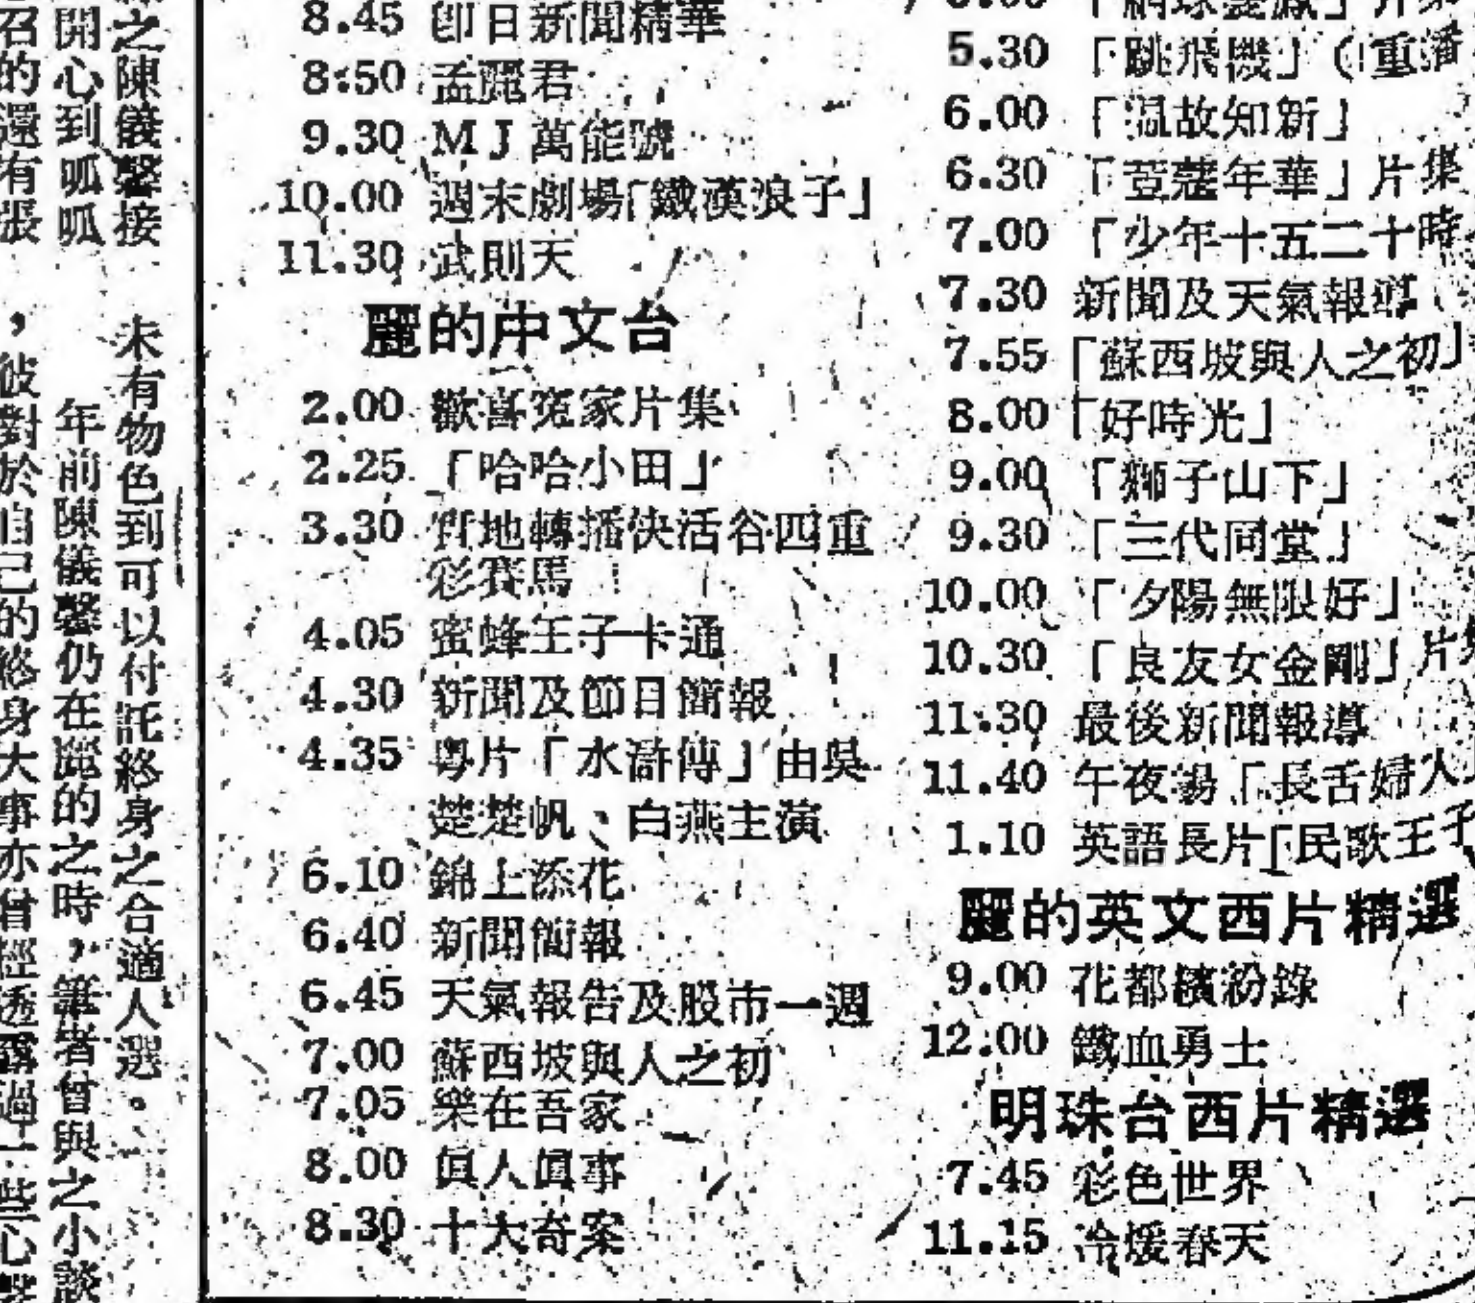 8.45 即日新聞精華
8:50 孟麗君
9.30 MJ萬能號
10.00 週末劇場「鐵漢浪子」
11.30 武則天
麗的中文台
2.00 歡喜冤家片集
2.25 「哈哈小田」
3.30 實地轉播快活谷四重
彩賽馬
4.05 蜜蜂王子卡通
4.30 新聞及節目簡報
4.35 粵片「水滸傳」由吳
楚楚帆、白燕主演
6.10 錦上添花
6.40 新聞簡報
6.45 天氣報告及股市一週
7.00 蘇西坡與人之初
7.05 樂在吾家
8.00 眞人眞事
8.30 十大奇案
5.30 「跳飛機」(重播
6.00 「溫故知新」
6.30 「荳蔻年華」片集
7.00 「少年十五二十時
7.30 新聞及天氣報導
7.55 「蘇西坡與人之初」
8.00 「好時光」
9.00 「獅子山下」
9.30 「三代同堂」
10.00 「夕陽無限好」
10.30 「良友女金剛」片
11.30 最後新聞報導
11.40 午夜場「長舌婦人
1.10 英語長片「民歌王子
麗的英文西片精選
9.00 花都繽紛錄
12:00 鐵血勇士
明珠台西片精選
7.45 彩色世界
11.15 冷煖春天
之陳儀馨接
未有物色到可以付託終身之合適人選。
開心到呱呱
年前陳儀馨仍在麗的之時,筆者曾與之小談
召的還有張
,彼對於自己的終身大事亦曾經透露過一些心聲